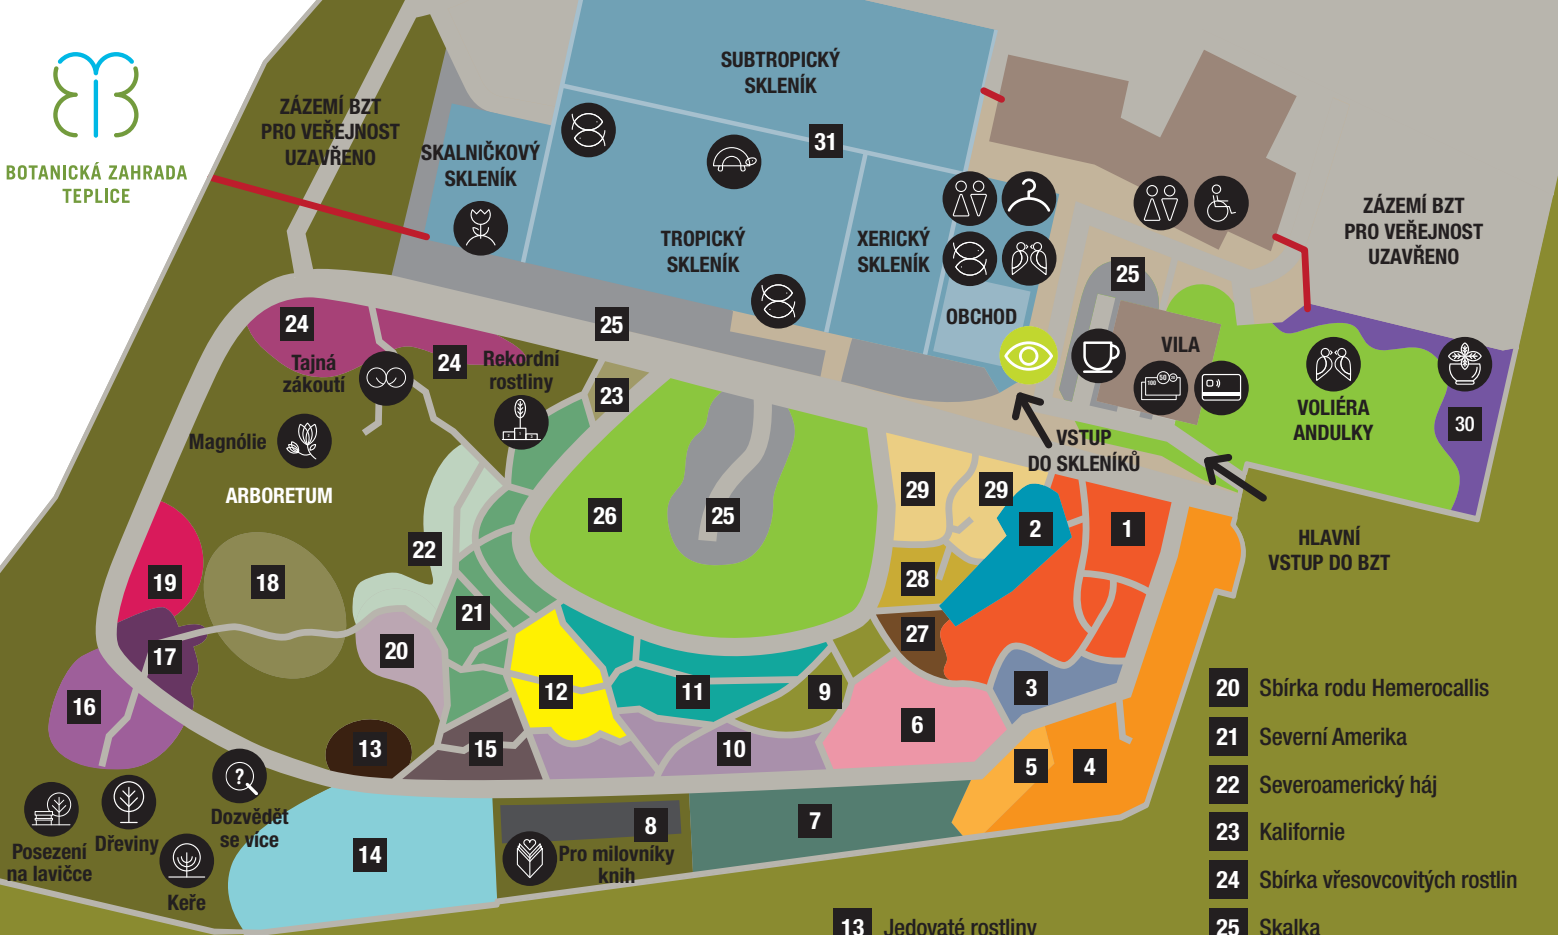 BOTANICKÁ ZAHRADA
TEPLICE
ZÁZEMÍ BZT
PRO VEŘEJNOST
UZAVŘENO
SKALNIČKOVÝ
SKLENÍK
SUBTROPICKÝ
SKLENÍK
31
TROPICKÝ
SKLENÍK
XERICKÝ
SKLENÍK
OBCHOD
25
ZÁZEMÍ BZT
PRO VEŘEJNOST
UZAVŘENO
VILA
100
50
20
VOLIÉRA
ANDULKY
30
24
25
24
Tajná
zákoutí
Rekordní
rostliny
23
Magnólie
ARBORETUM
VSTUP
DO SKLENÍKŮ
HLAVNÍ
VSTUP DO BZT
26
25
29
29
2
1
22
28
19
18
21
27
20
17
16
12
11
9
3
6
13
15
10
5
4
?
Dozvědět
se více
Posezení
na lavičce
Dřeviny
Keře
14
8
7
Pro milovníky
knih
13 Jedovaté rostliny
20 Sbírka rodu Hemerocallis
21 Severní Amerika
22 Severoamerický háj
23 Kalifornie
24 Sbírka vřesovcovitých rostlin
25 Skalka